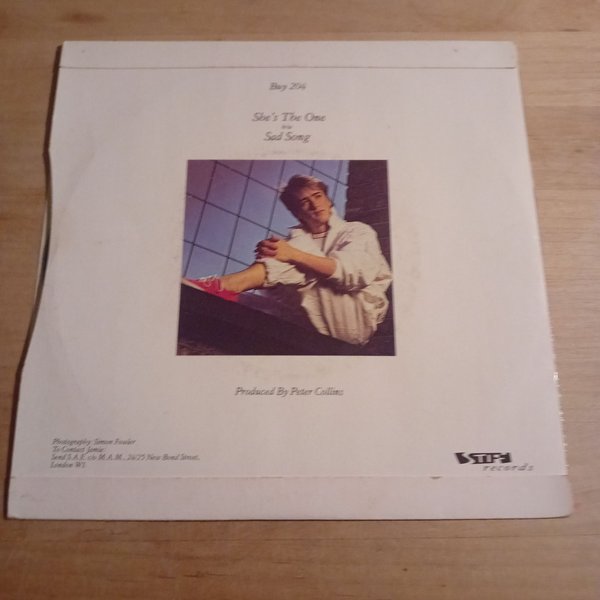 Buy 204
She's The One
b/w
Sad Song
Produced By Peter Collins
Photography: Simon Fowler
To Contact Jamie:
Send S.A.E. c/o M.A.M., 24/25 New Bond Street,
London W1.
STIFF
records